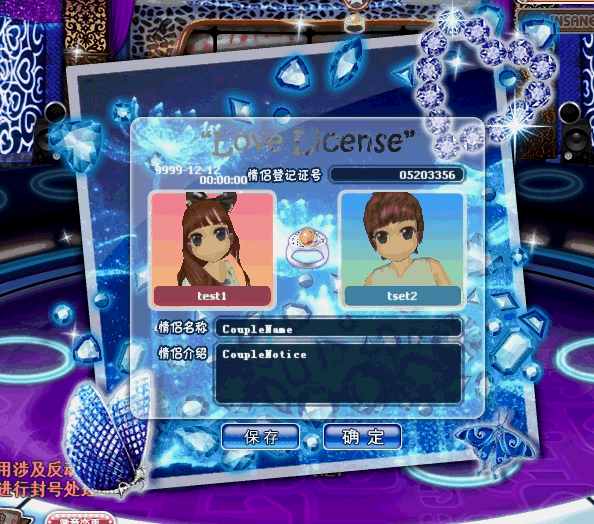 INSANE
"Love License"
9999-12-12
00:00:00
情侣登记证号 05203356
test1 tset2
情侣名称 CoupleName
情侣介绍 CoupleNotice
保存 确定
用涉及反
进行封号处